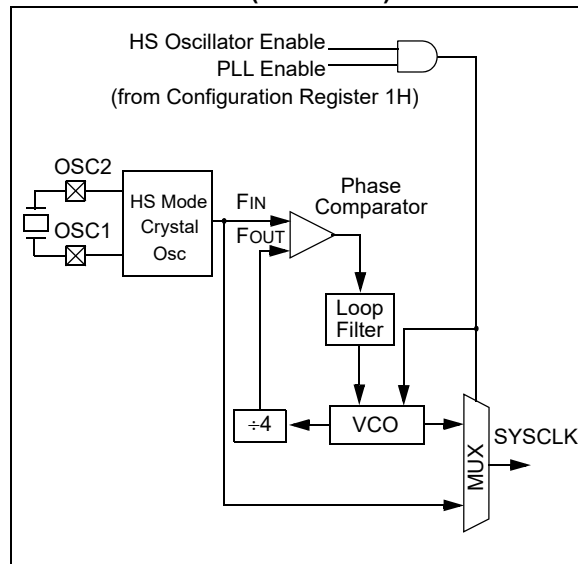 HS Oscillator Enable
PLL Enable
(from Configuration Register 1H)
OSC2
OSC1
HS Mode
Crystal
Osc
FIN
FOUT
Phase
Comparator
Loop
Filter
÷4
VCO
MUX
SYSCLK